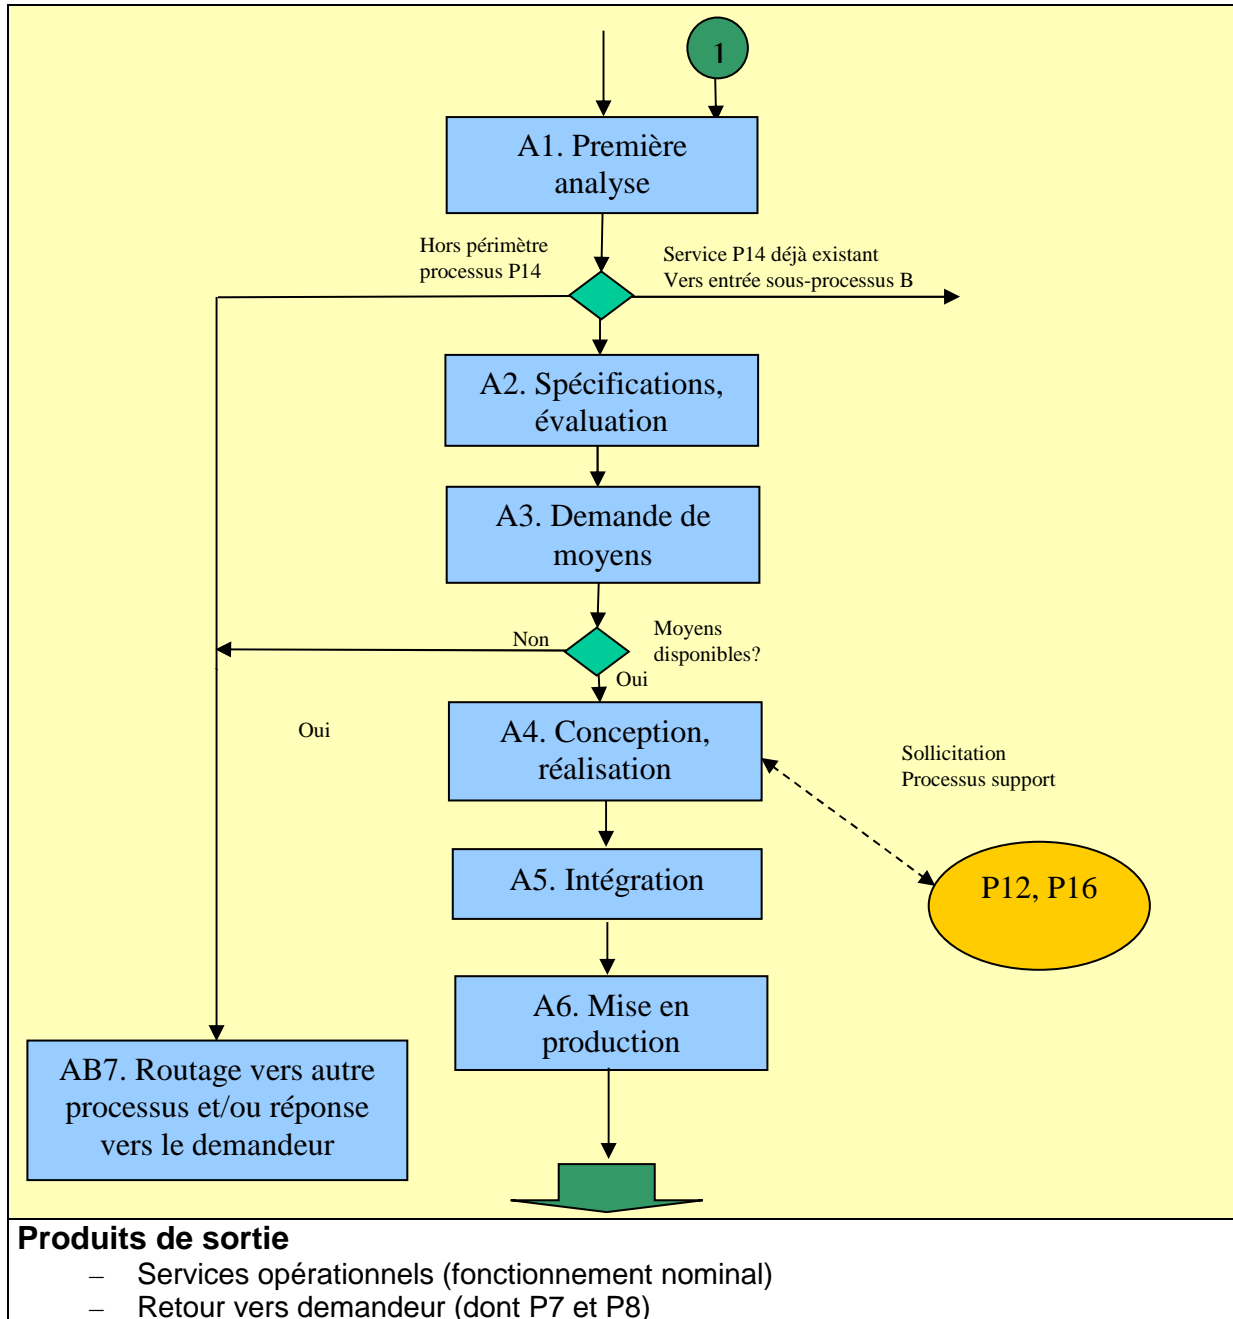 1
A1. Première
analyse
Hors périmètre
processus P14
Service P14 déjà existant
Vers entrée sous-processus B
A2. Spécifications,
évaluation
A3. Demande de
moyens
Non
Moyens
disponibles?
Oui
Oui
A4. Conception,
réalisation
Sollicitation
Processus support
A5. Intégration
P12, P16
A6. Mise en
production
AB7. Routage vers autre
processus et/ou réponse
vers le demandeur
Produits de sortie
– Services opérationnels (fonctionnement nominal)
– Retour vers demandeur (dont P7 et P8)